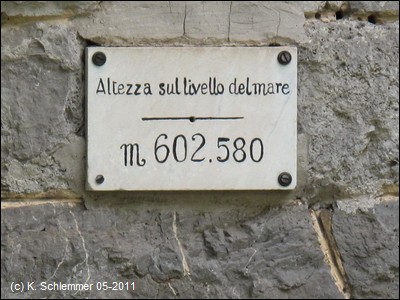 Altezza sul livello del mare
m 602.580
(c) K. Schlemmer 05-2011